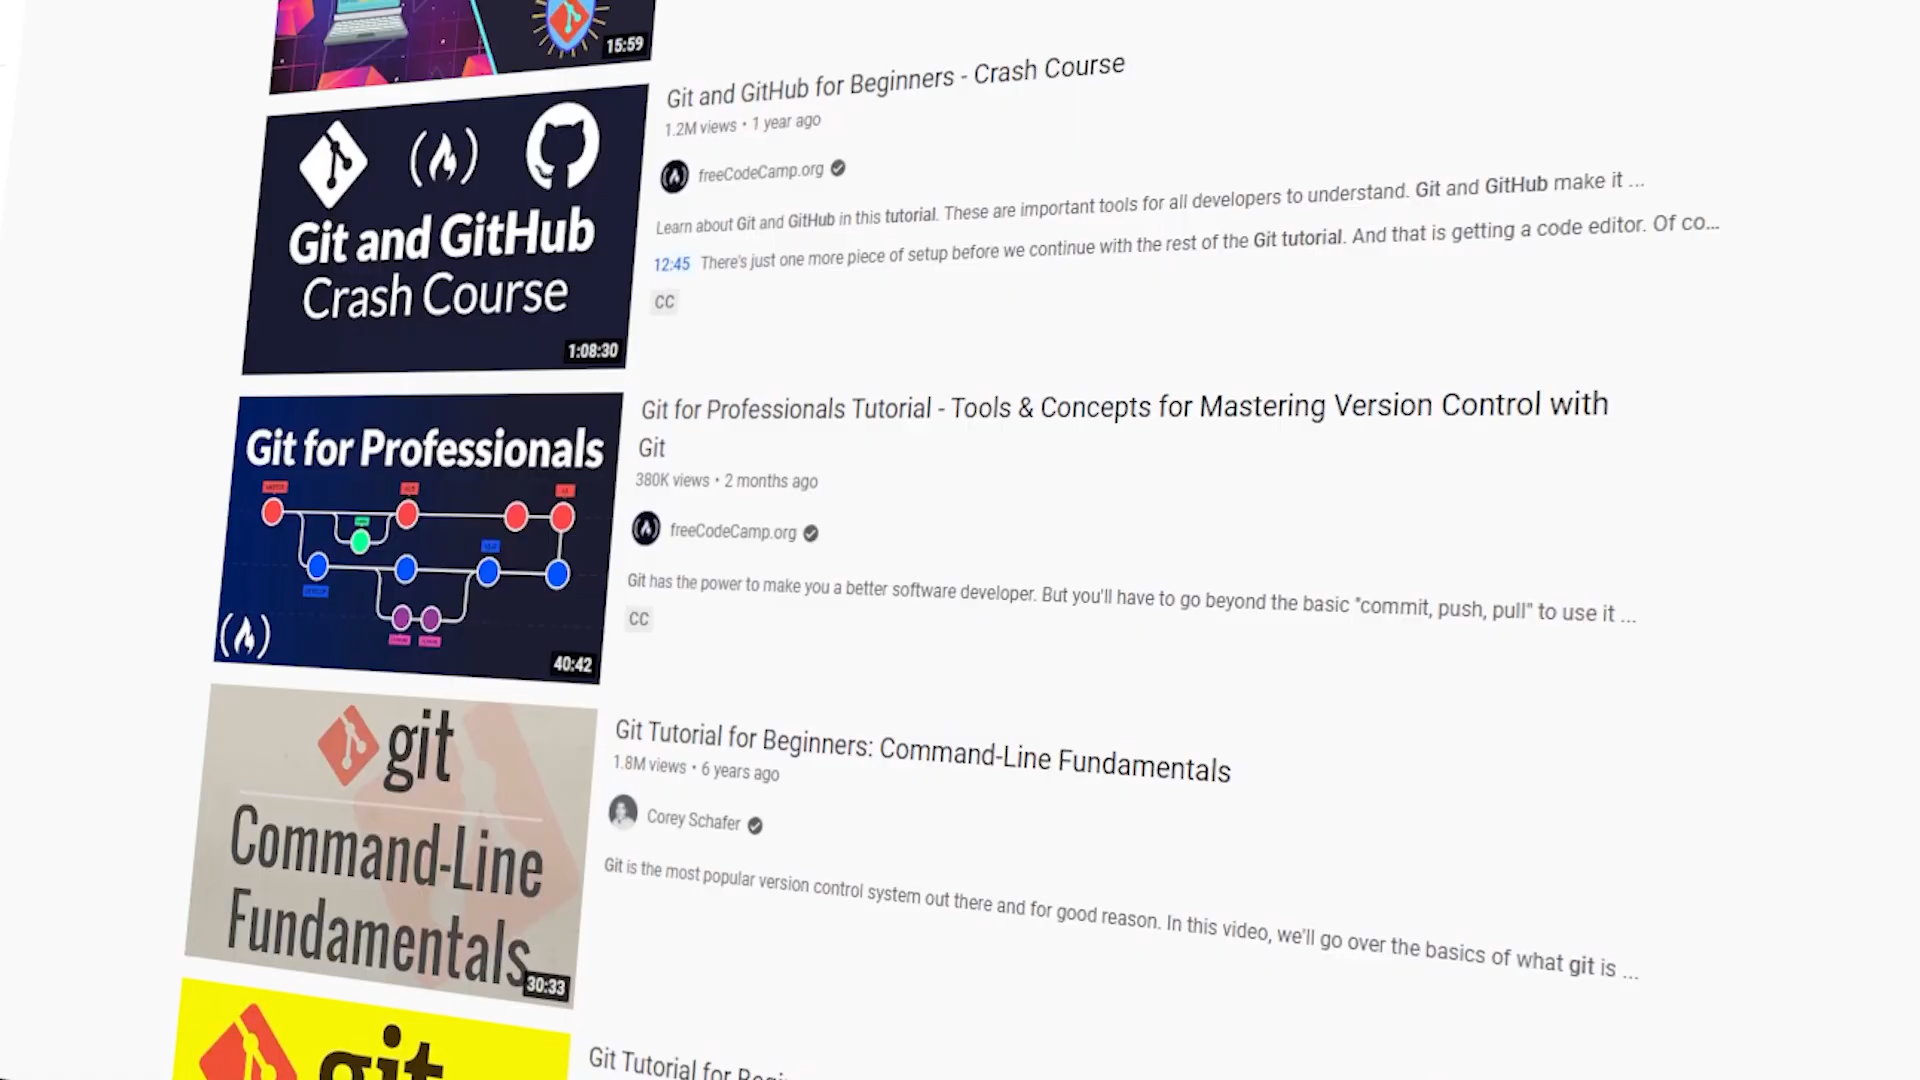 15:59
Git and GitHub
Crash Course
1:08:30
Git and GitHub for Beginners - Crash Course
1.2M views • 1 year ago
freeCodeCamp.org
Learn about Git and GitHub in this tutorial. These are important tools for all developers to understand. Git and GitHub make it ...
12:45 There's just one more piece of setup before we continue with the rest of the Git tutorial. And that is getting a code editor. Of co...
CC
Git for Professionals
40:42
Git for Professionals Tutorial - Tools & Concepts for Mastering Version Control with
Git
380K views • 2 months ago
freeCodeCamp.org
Git has the power to make you a better software developer. But you'll have to go beyond the basic "commit, push, pull" to use it ...
CC
git
Command-Line
Fundamentals
30:33
Git Tutorial for Beginners: Command-Line Fundamentals
1.8M views • 6 years ago
Corey Schafer
Git is the most popular version control system out there and for good reason. In this video, we'll go over the basics of what git is ...
git
Git Tutorial for